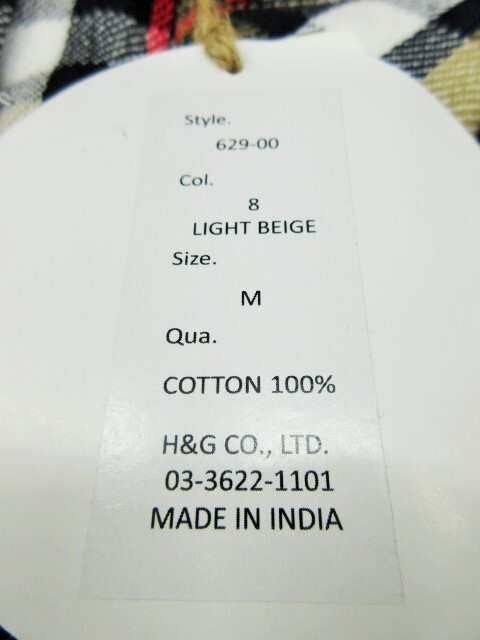 Style.
629-00
Col.
8
LIGHT BEIGE
Size.
M
Qua.
COTTON 100%
H&G CO., LTD.
03-3622-1101
MADE IN INDIA